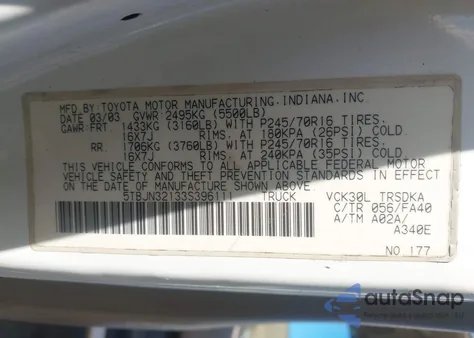 MFD.BY: TOYOTA MOTOR MANUFACTURING, INDIANA, INC
DATE 03/03 GVWR: 2495KG (5500LB)
GAWR: FRT. 1433KG (3160LB) WITH P245/70R16 TIRES.
16X7J RIMS. AT 180KPA (26PSI) COLD.
RR. 1706KG (3760LB) WITH P245/70R16 TIRES.
16X7J RIMS. AT 240KPA (35PSI) COLD.
THIS VEHICLE CONFORMS TO ALL APPLICABLE FEDERAL MOTOR
VEHICLE SAFETY STANDARDS IN EFFECT ON THE DATE OF
MANUFACTURE SHOWN ABOVE.
5TBJN32133S396111 TRUCK VCK30L TRSDKA
C/TR 056/FA40
A/TM A02A/
A340E
NO. 177
autoSnap